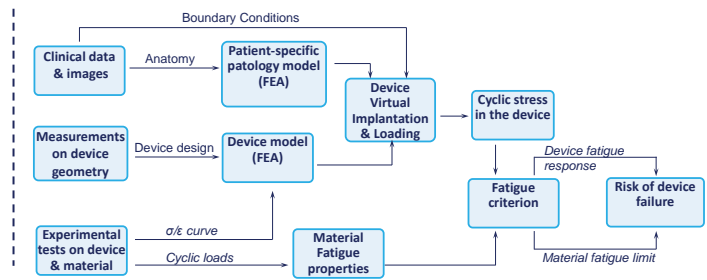 Boundary Conditions
Clinical data
& images
Anatomy
Patient-specific
patology model
(FEA)
Device
Virtual
Implantation
& Loading
Cyclic stress
in the device
Measurements
on device
geometry
Device design
Device model
(FEA)
Device fatigue
response
Fatigue
criterion
Risk of device
failure
Experimental
tests on device
& material
σ/ε curve
Cyclic loads
Material
Fatigue
properties
Material fatigue limit